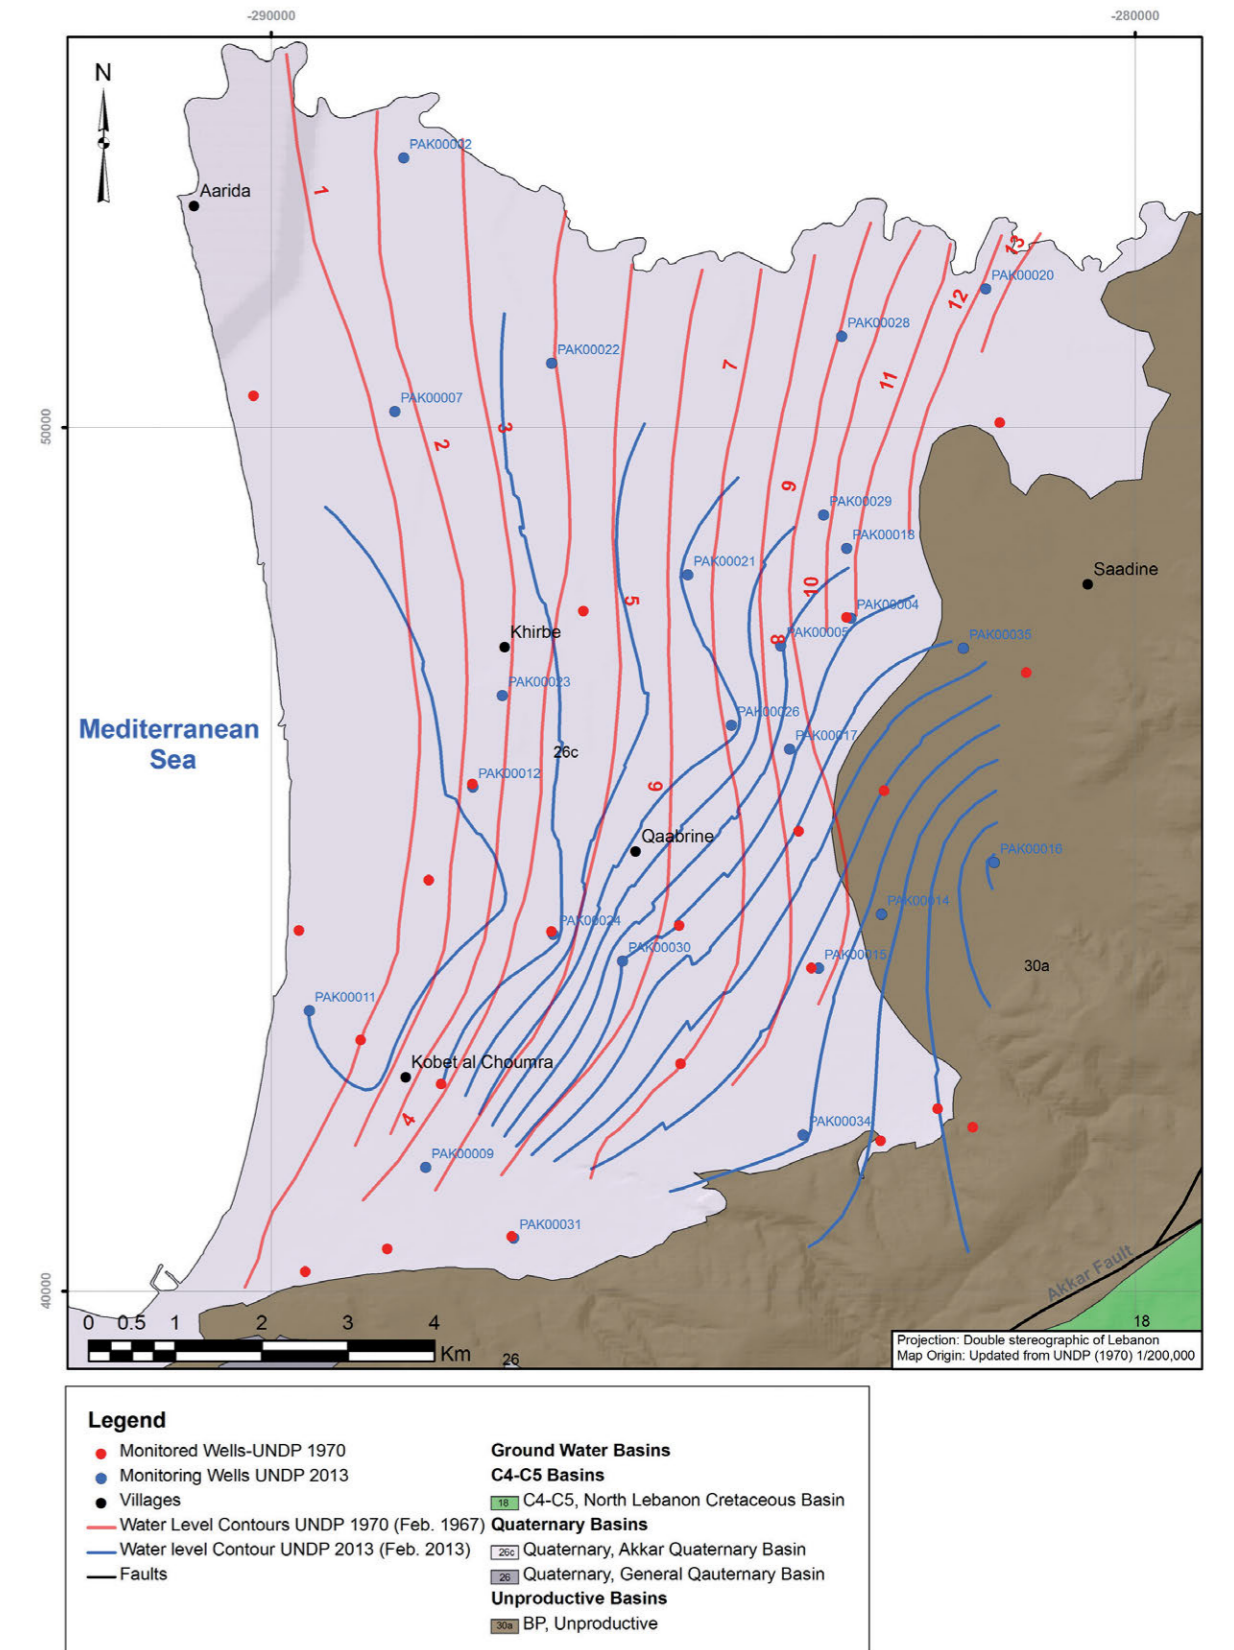 -290000
-280000
N
PAK00002
Aarida
1
13
PAK00020
12
PAK00028
PAK00022
7
11
PAK00007
50000
3
2
9
PAK00029
PAK00018
PAK00021
Saadine
10
5
PAK00004
Khirbe
8
PAK00005
PAK00035
PAK00023
PAK00026
Mediterranean
Sea
PAK00017
26c
PAK00012
6
Qaabrine
PAK00016
PAK00014
PAK00024
PAK00030
PAK00015
30a
PAK00011
Kobet al Choumra
4
PAK00034
PAK00009
PAK00031
Akkar Fault
40000
18
0 0.5 1 2 3 4
Km
26
Projection: Double stereographic of Lebanon
Map Origin: Updated from UNDP (1970) 1/200,000
Legend
Monitored Wells-UNDP 1970
Monitoring Wells UNDP 2013
Villages
Water Level Contours UNDP 1970 (Feb. 1967)
Water level Contour UNDP 2013 (Feb. 2013)
Faults
Ground Water Basins
C4-C5 Basins
18 C4-C5, North Lebanon Cretaceous Basin
Quaternary Basins
26c Quaternary, Akkar Quaternary Basin
26 Quaternary, General Qauternary Basin
Unproductive Basins
30a BP, Unproductive